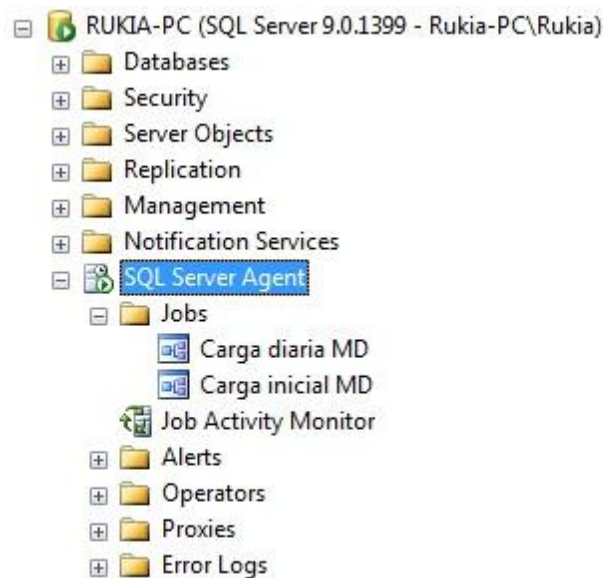 RUKIA-PC (SQL Server 9.0.1399 - Rukia-PC\Rukia)
Databases
Security
Server Objects
Replication
Management
Notification Services
SQL Server Agent
Jobs
Carga diaria MD
Carga inicial MD
Job Activity Monitor
Alerts
Operators
Proxies
Error Logs